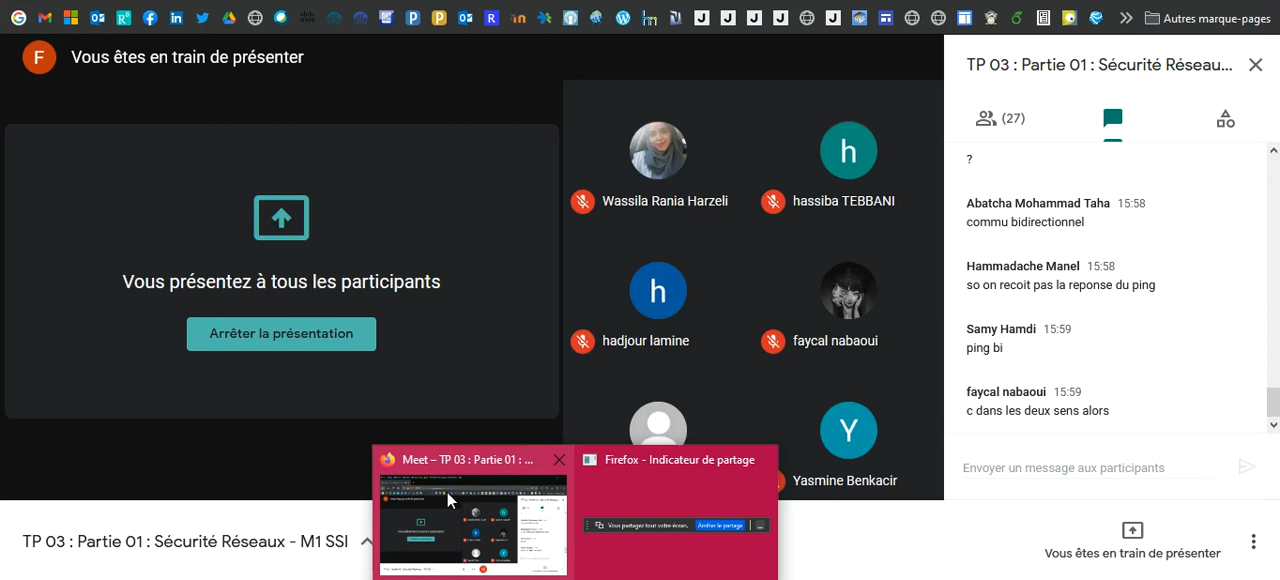 Autres marque-pages
F
Vous êtes en train de présenter
TP 03 : Partie 01 : Sécurité Réseau...
(27)
Vous présentez à tous les participants
Arrêter la présentation
Wassila Rania Harzeli
h
hassiba TEBBANI
h
hadjour lamine
faycal nabaoui
Y
Yasmine Benkacir
?
Abatcha Mohammad Taha 15:58
commu bidirectionnel
Hammadache Manel 15:58
so on recoit pas la reponse du ping
Samy Hamdi 15:59
ping bi
faycal nabaoui 15:59
c dans les deux sens alors
Envoyer un message aux participants
Meet – TP 03 : Partie 01 : ...
Firefox - Indicateur de partage
Vous partagez tout votre écran.
Arrêter le partage
TP 03 : Partie 01 : Sécurité Réseaux - M1 SSI
Vous êtes en train de présenter